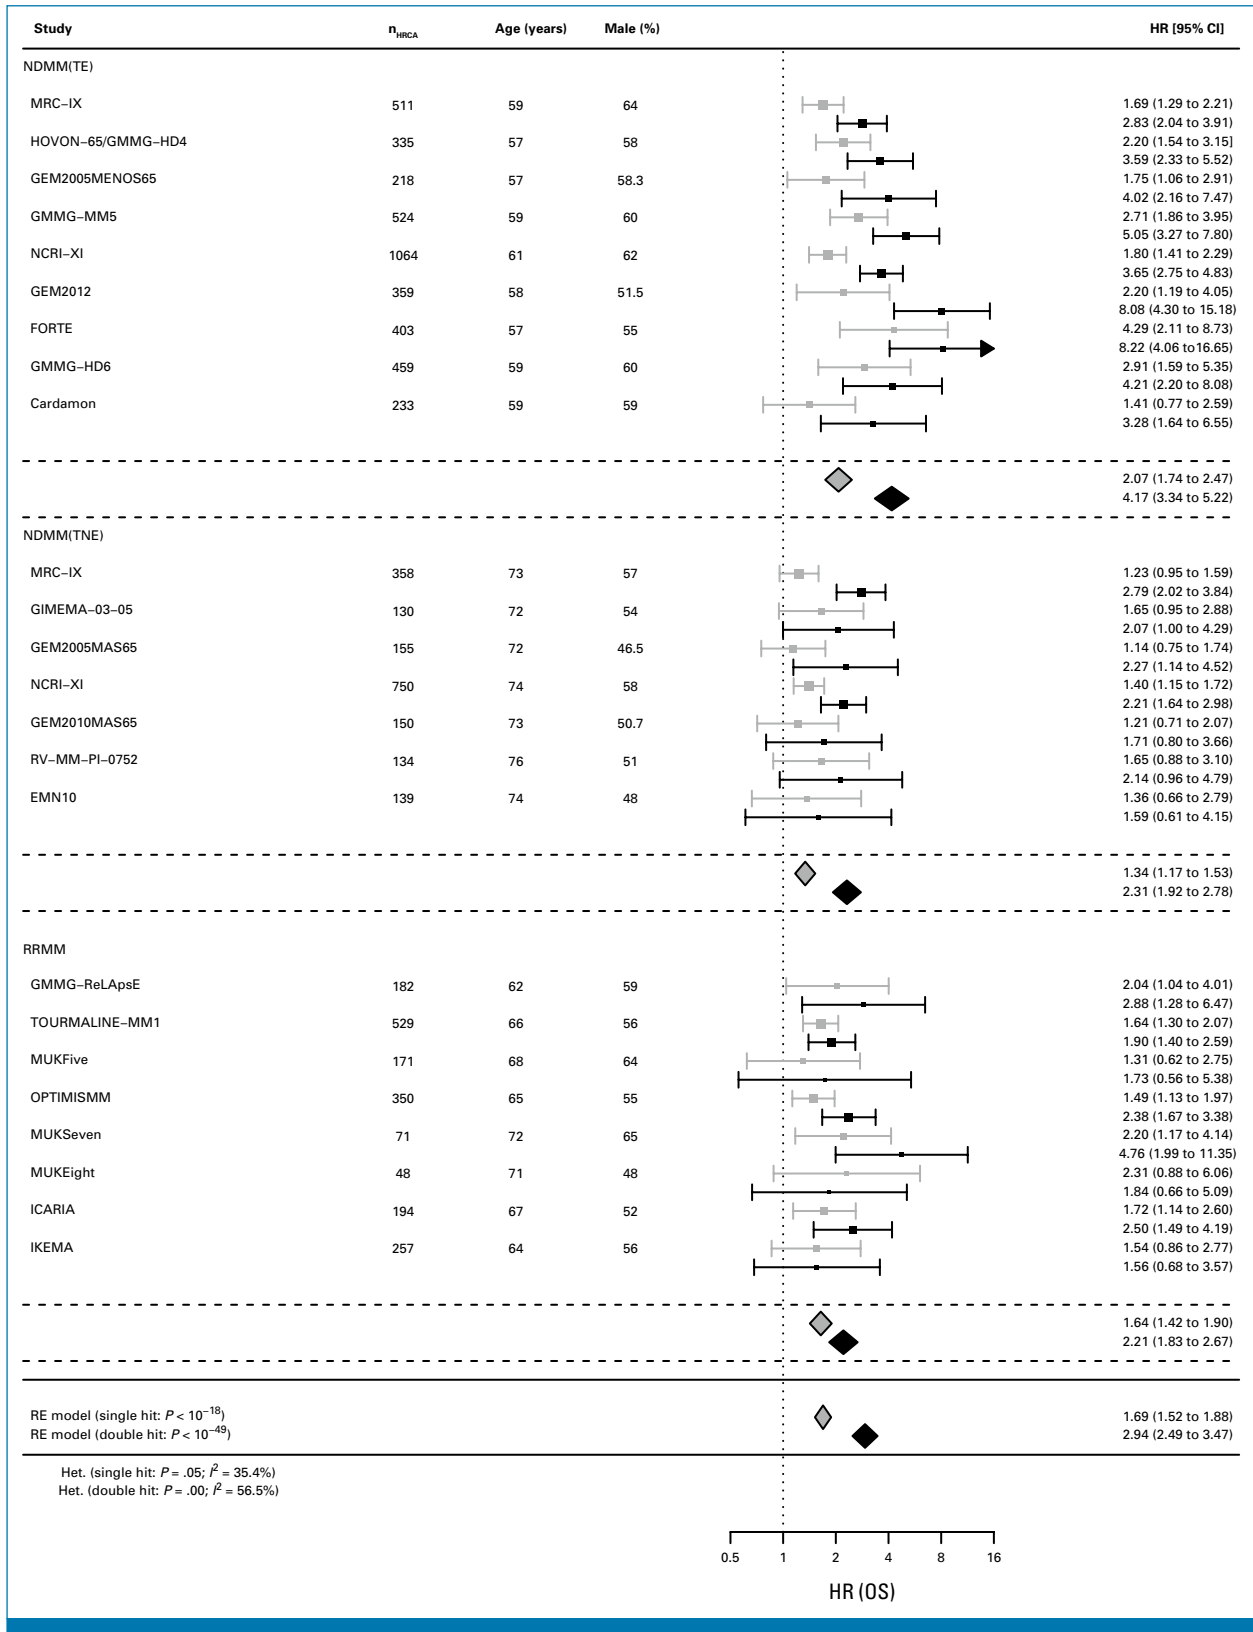 Study n_HRCA Age (years) Male (%) HR [95% CI]
NDMM(TE)
MRC–IX 511 59 64 1.69 (1.29 to 2.21)
2.83 (2.04 to 3.91)
HOVON–65/GMMG–HD4 335 57 58 2.20 (1.54 to 3.15]
3.59 (2.33 to 5.52)
GEM2005MENOS65 218 57 58.3 1.75 (1.06 to 2.91)
4.02 (2.16 to 7.47)
GMMG–MM5 524 59 60 2.71 (1.86 to 3.95)
5.05 (3.27 to 7.80)
NCRI–XI 1064 61 62 1.80 (1.41 to 2.29)
3.65 (2.75 to 4.83)
GEM2012 359 58 51.5 2.20 (1.19 to 4.05)
8.08 (4.30 to 15.18)
FORTE 403 57 55 4.29 (2.11 to 8.73)
8.22 (4.06 to16.65)
GMMG–HD6 459 59 60 2.91 (1.59 to 5.35)
4.21 (2.20 to 8.08)
Cardamon 233 59 59 1.41 (0.77 to 2.59)
3.28 (1.64 to 6.55)
2.07 (1.74 to 2.47)
4.17 (3.34 to 5.22)
NDMM(TNE)
MRC–IX 358 73 57 1.23 (0.95 to 1.59)
2.79 (2.02 to 3.84)
GIMEMA–03–05 130 72 54 1.65 (0.95 to 2.88)
2.07 (1.00 to 4.29)
GEM2005MAS65 155 72 46.5 1.14 (0.75 to 1.74)
2.27 (1.14 to 4.52)
NCRI–XI 750 74 58 1.40 (1.15 to 1.72)
2.21 (1.64 to 2.98)
GEM2010MAS65 150 73 50.7 1.21 (0.71 to 2.07)
1.71 (0.80 to 3.66)
RV–MM–PI–0752 134 76 51 1.65 (0.88 to 3.10)
2.14 (0.96 to 4.79)
EMN10 139 74 48 1.36 (0.66 to 2.79)
1.59 (0.61 to 4.15)
1.34 (1.17 to 1.53)
2.31 (1.92 to 2.78)
RRMM
GMMG–ReLApsE 182 62 59 2.04 (1.04 to 4.01)
2.88 (1.28 to 6.47)
TOURMALINE–MM1 529 66 56 1.64 (1.30 to 2.07)
1.90 (1.40 to 2.59)
MUKFive 171 68 64 1.31 (0.62 to 2.75)
1.73 (0.56 to 5.38)
OPTIMISMM 350 65 55 1.49 (1.13 to 1.97)
2.38 (1.67 to 3.38)
MUKSeven 71 72 65 2.20 (1.17 to 4.14)
4.76 (1.99 to 11.35)
MUKEight 48 71 48 2.31 (0.88 to 6.06)
1.84 (0.66 to 5.09)
ICARIA 194 67 52 1.72 (1.14 to 2.60)
2.50 (1.49 to 4.19)
IKEMA 257 64 56 1.54 (0.86 to 2.77)
1.56 (0.68 to 3.57)
1.64 (1.42 to 1.90)
2.21 (1.83 to 2.67)
RE model (single hit: P < 10⁻¹⁸) 1.69 (1.52 to 1.88)
RE model (double hit: P < 10⁻⁴⁹) 2.94 (2.49 to 3.47)
Het. (single hit: P = .05; I² = 35.4%)
Het. (double hit: P = .00; I² = 56.5%)
0.5 1 2 4 8 16
HR (OS)